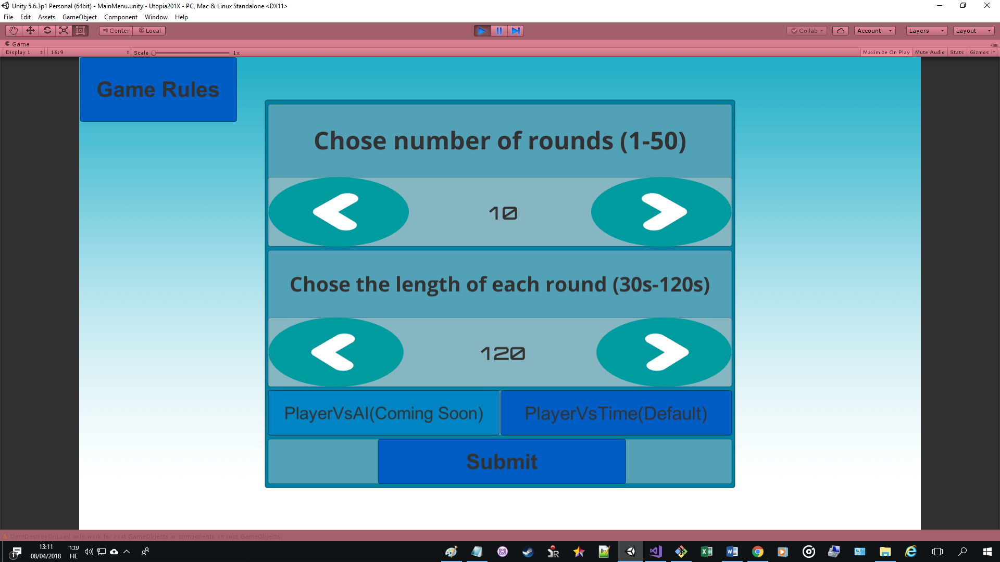 Unity 5.6.3p1 Personal (64bit) - MainMenu.unity - Utopia201X - PC, Mac & Linux Standalone <DX11>
File Edit Assets GameObject Component Window Help
Center Local Collab Account Layers Layout
Game
Display 1 16:9 Scale 1x Maximize On Play Mute Audio Stats Gizmos
Game Rules
Chose number of rounds (1-50)
10
Chose the length of each round (30s-120s)
120
PlayerVsAI(Coming Soon) PlayerVsTime(Default)
Submit
DontDestroyOnLoad only work for root GameObjects or components on root GameObjects.
13:11 עבר
08/04/2018 HE